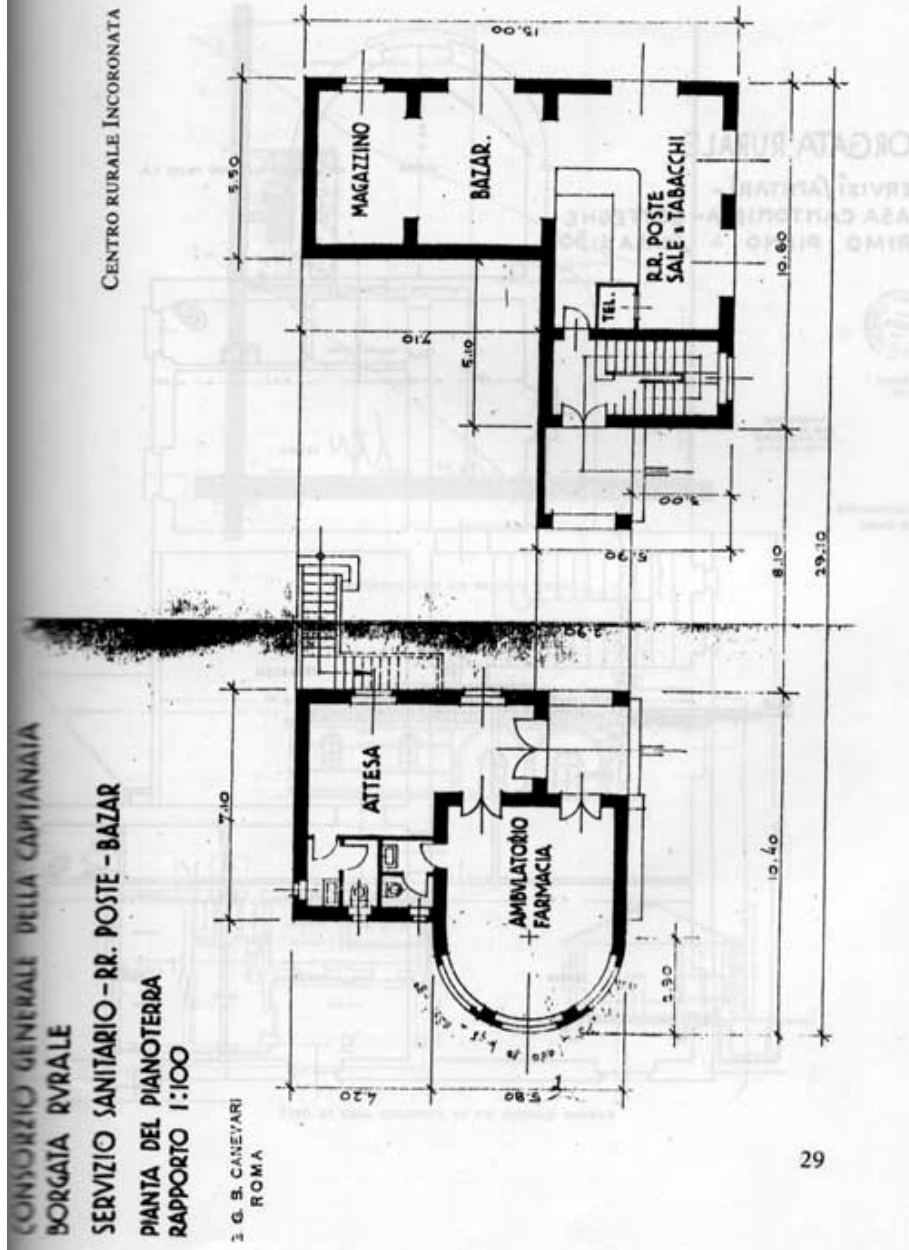 CENTRO RURALE INCORONATA
CONSORZIO GENERALE DELLA CAPITANATA
BORGATA RVRALE
SERVIZIO SANITARIO-RR. POSTE-BAZAR
PIANTA DEL PIANOTERRA
RAPPORTO 1:100
G. B. CANEVARI
ROMA
7.10
4.20
5.80
ATTESA
AMBVLATORIO
FARMACIA
2.90
10.40
5.50
15.00
MAGAZZINO
BAZAR.
R.R. POSTE
SALE E TABACCHI
TEL.
7.10
5.10
3.00
5.90
10.60
8.10
29.10
29